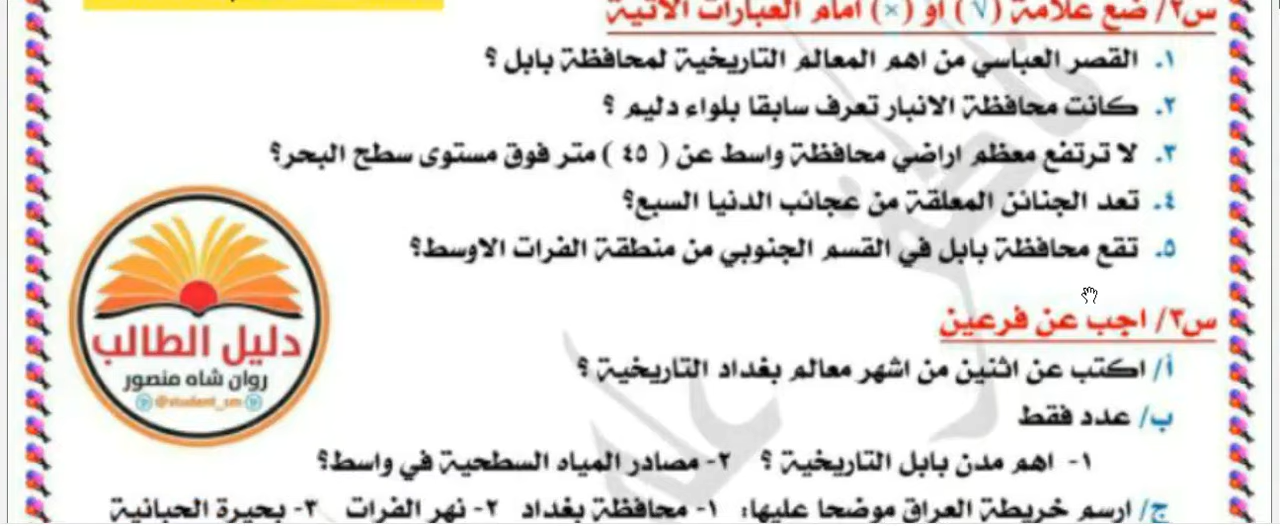 س٢/ ضع علامة (√) او (×) امام العبارات الاتية
١. القصر العباسي من اهم المعالم التاريخية لمحافظة بابل ؟
٢. كانت محافظة الانبار تعرف سابقا بلواء دليم ؟
٣. لا ترتفع معظم اراضي محافظة واسط عن ( ٤٥ ) متر فوق مستوى سطح البحر؟
٤. تعد الجنائن المعلقة من عجائب الدنيا السبع؟
٥. تقع محافظة بابل في القسم الجنوبي من منطقة الفرات الاوسط؟
س٣/ اجب عن فرعين
أ/ اكتب عن اثنين من اشهر معالم بغداد التاريخية ؟
ب/ عدد فقط
١- اهم مدن بابل التاريخية ؟ ٢- مصادر المياه السطحية في واسط؟
ج/ ارسم خريطة العراق موضحا عليها: ١- محافظة بغداد ٢- نهر الفرات ٣- بحيرة الحبانية
دليل الطالب
روان شاه منصور
@student_sm